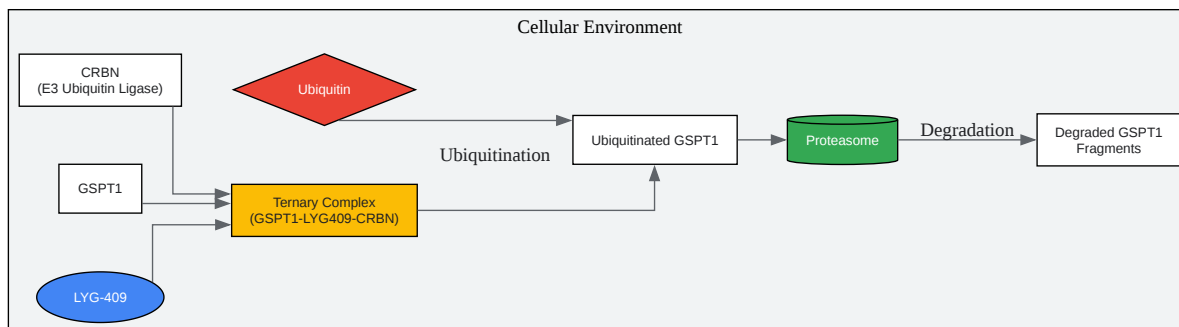 Cellular Environment
CRBN
(E3 Ubiquitin Ligase)
Ubiquitin
Ubiquitinated GSPT1
Proteasome
Degradation
Degraded GSPT1
Fragments
Ubiquitination
GSPT1
Ternary Complex
(GSPT1-LYG409-CRBN)
LYG-409